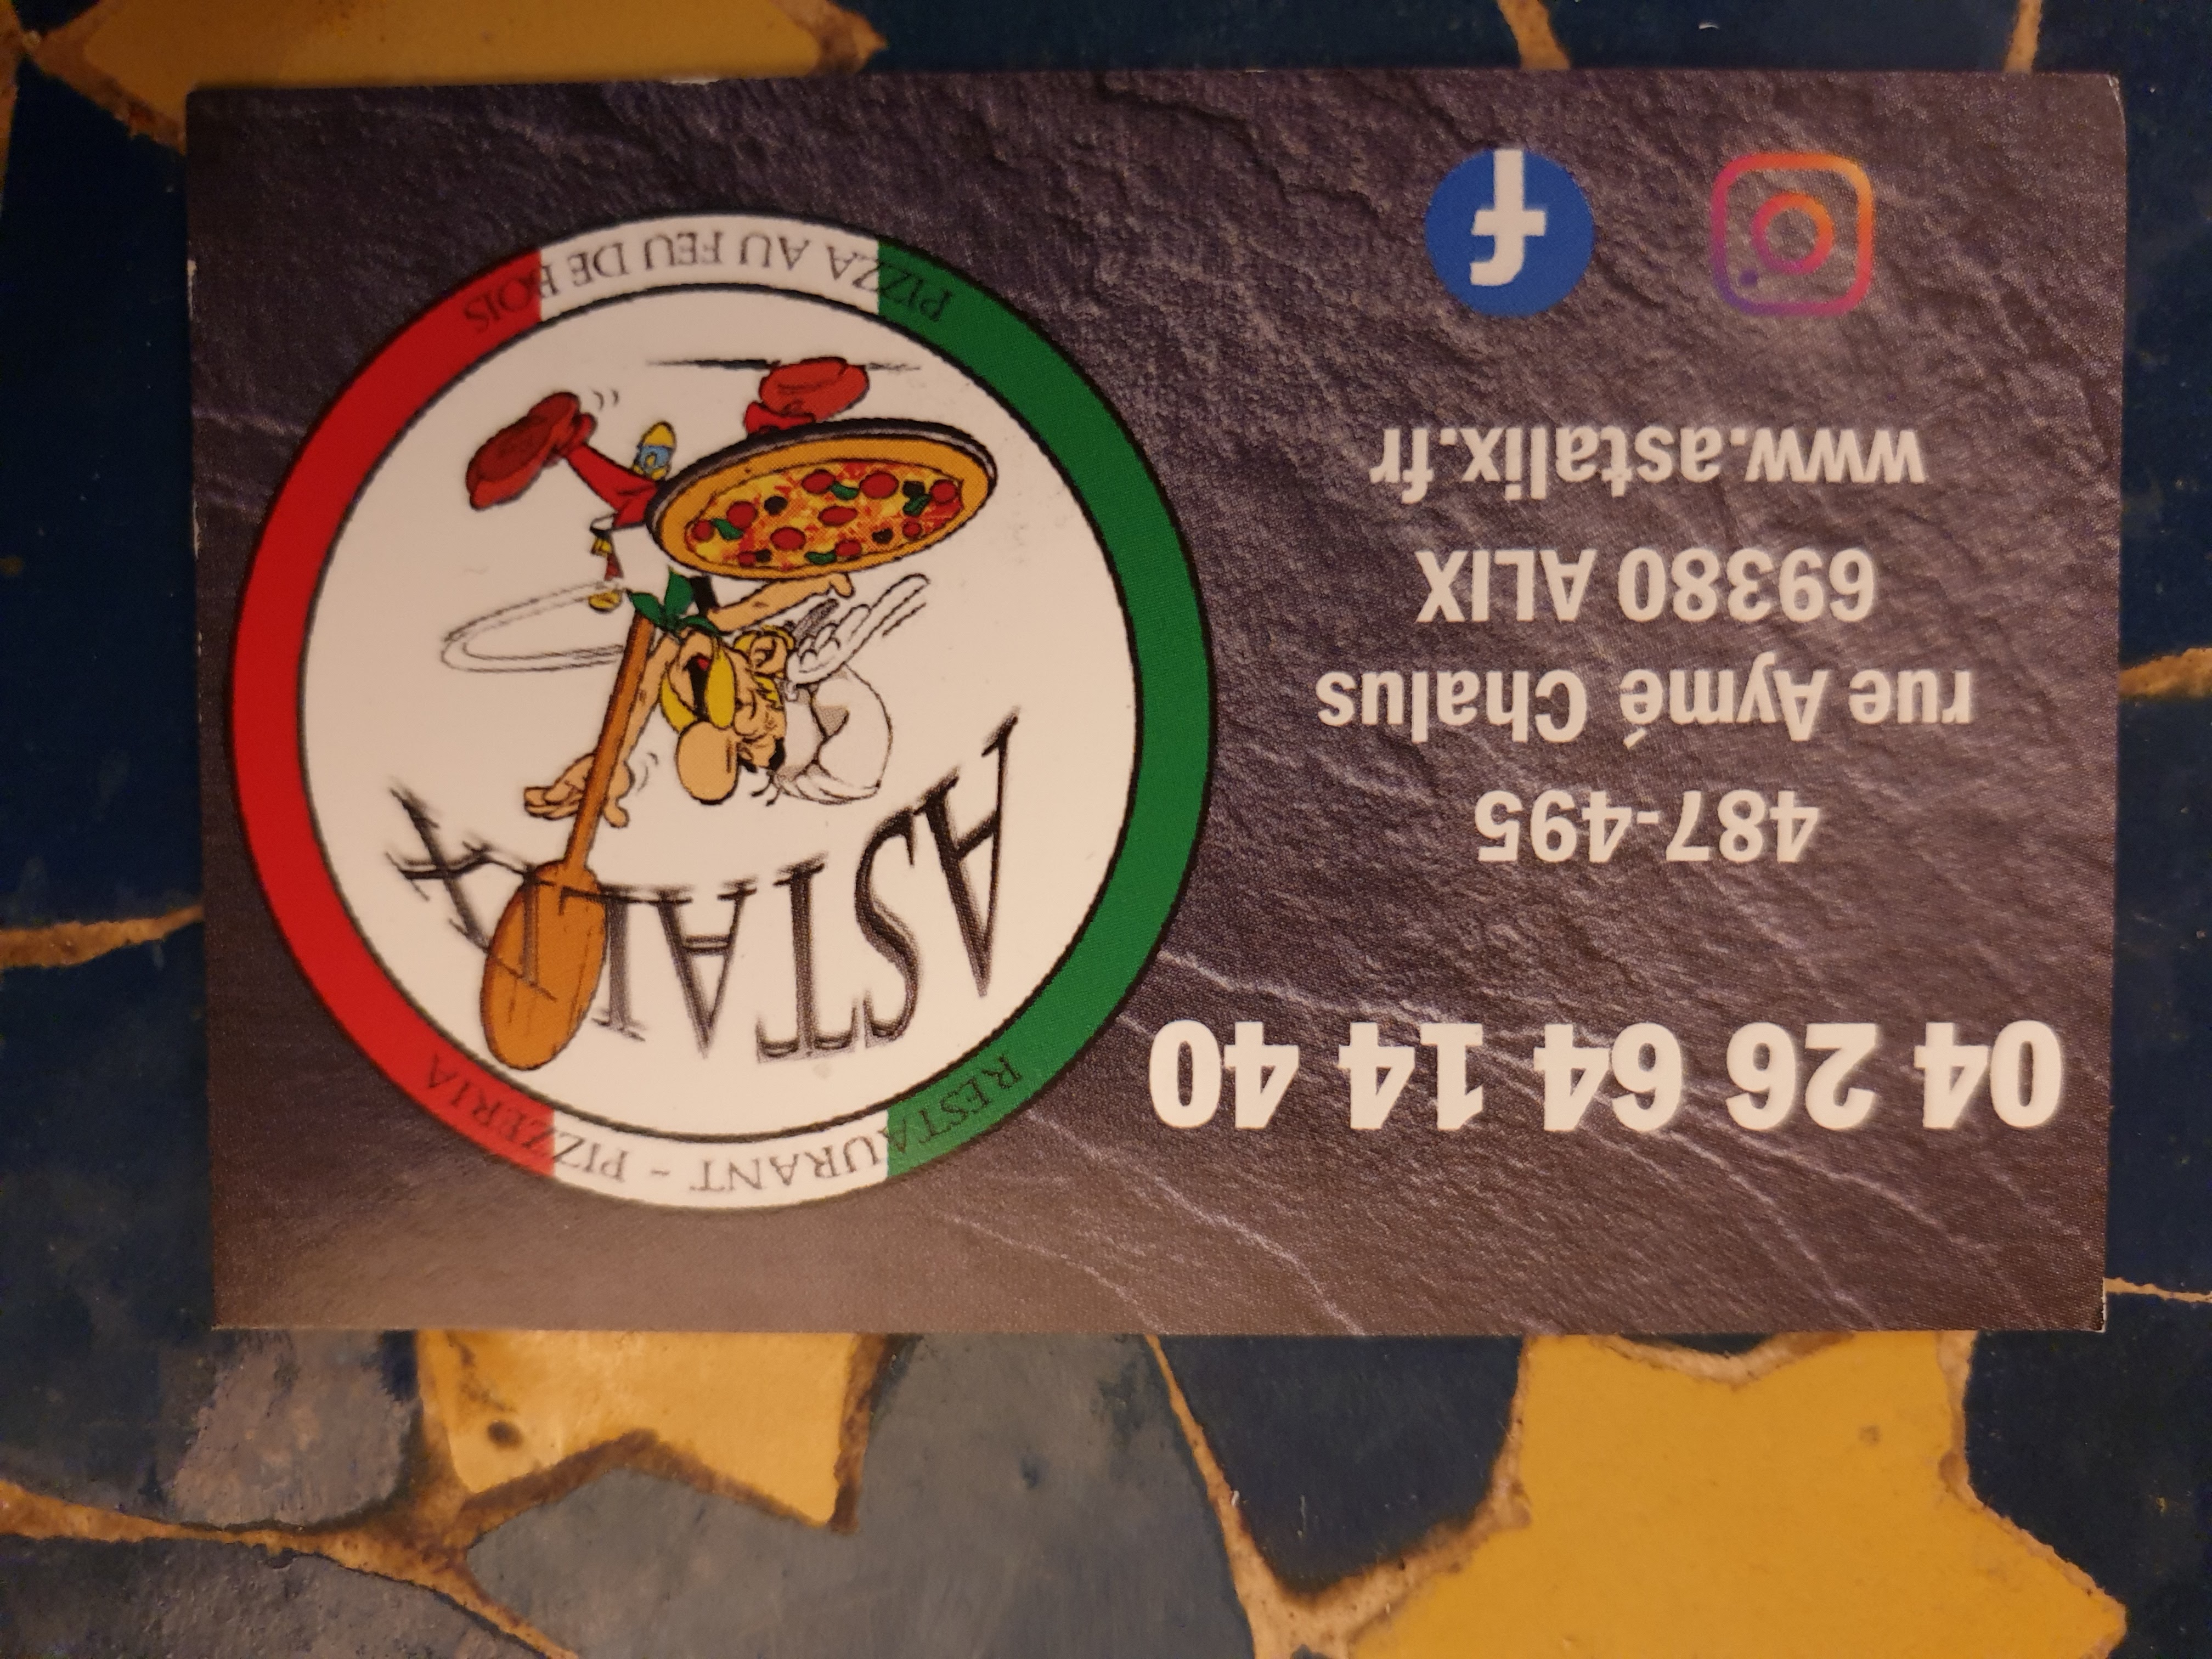 04 26 64 14 40
487-495
rue Aymé Chalus
69380 ALIX
www.astalix.fr
RESTAURANT - PIZZERIA
ASTALIX
PIZZA AU FEU DE BOIS